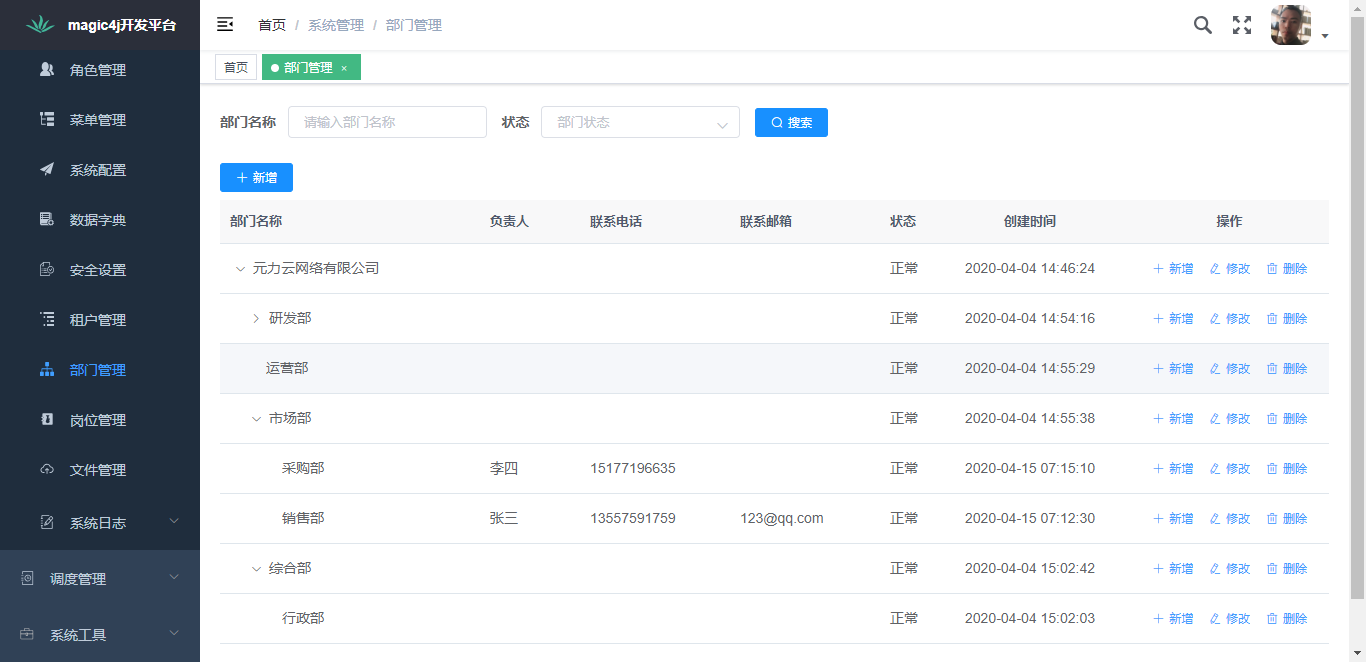 magic4j开发平台
首页 / 系统管理 / 部门管理
首页 部门管理 ×
角色管理
菜单管理
系统配置
数据字典
安全设置
租户管理
部门管理
岗位管理
文件管理
系统日志
调度管理
系统工具
部门名称 请输入部门名称 状态 部门状态 搜索
新增
部门名称 负责人 联系电话 联系邮箱 状态 创建时间 操作
元力云网络有限公司 正常 2020-04-04 14:46:24 新增 修改 删除
研发部 正常 2020-04-04 14:54:16 新增 修改 删除
运营部 正常 2020-04-04 14:55:29 新增 修改 删除
市场部 正常 2020-04-04 14:55:38 新增 修改 删除
采购部 李四 15177196635 正常 2020-04-15 07:15:10 新增 修改 删除
销售部 张三 13557591759 123@qq.com 正常 2020-04-15 07:12:30 新增 修改 删除
综合部 正常 2020-04-04 15:02:42 新增 修改 删除
行政部 正常 2020-04-04 15:02:03 新增 修改 删除